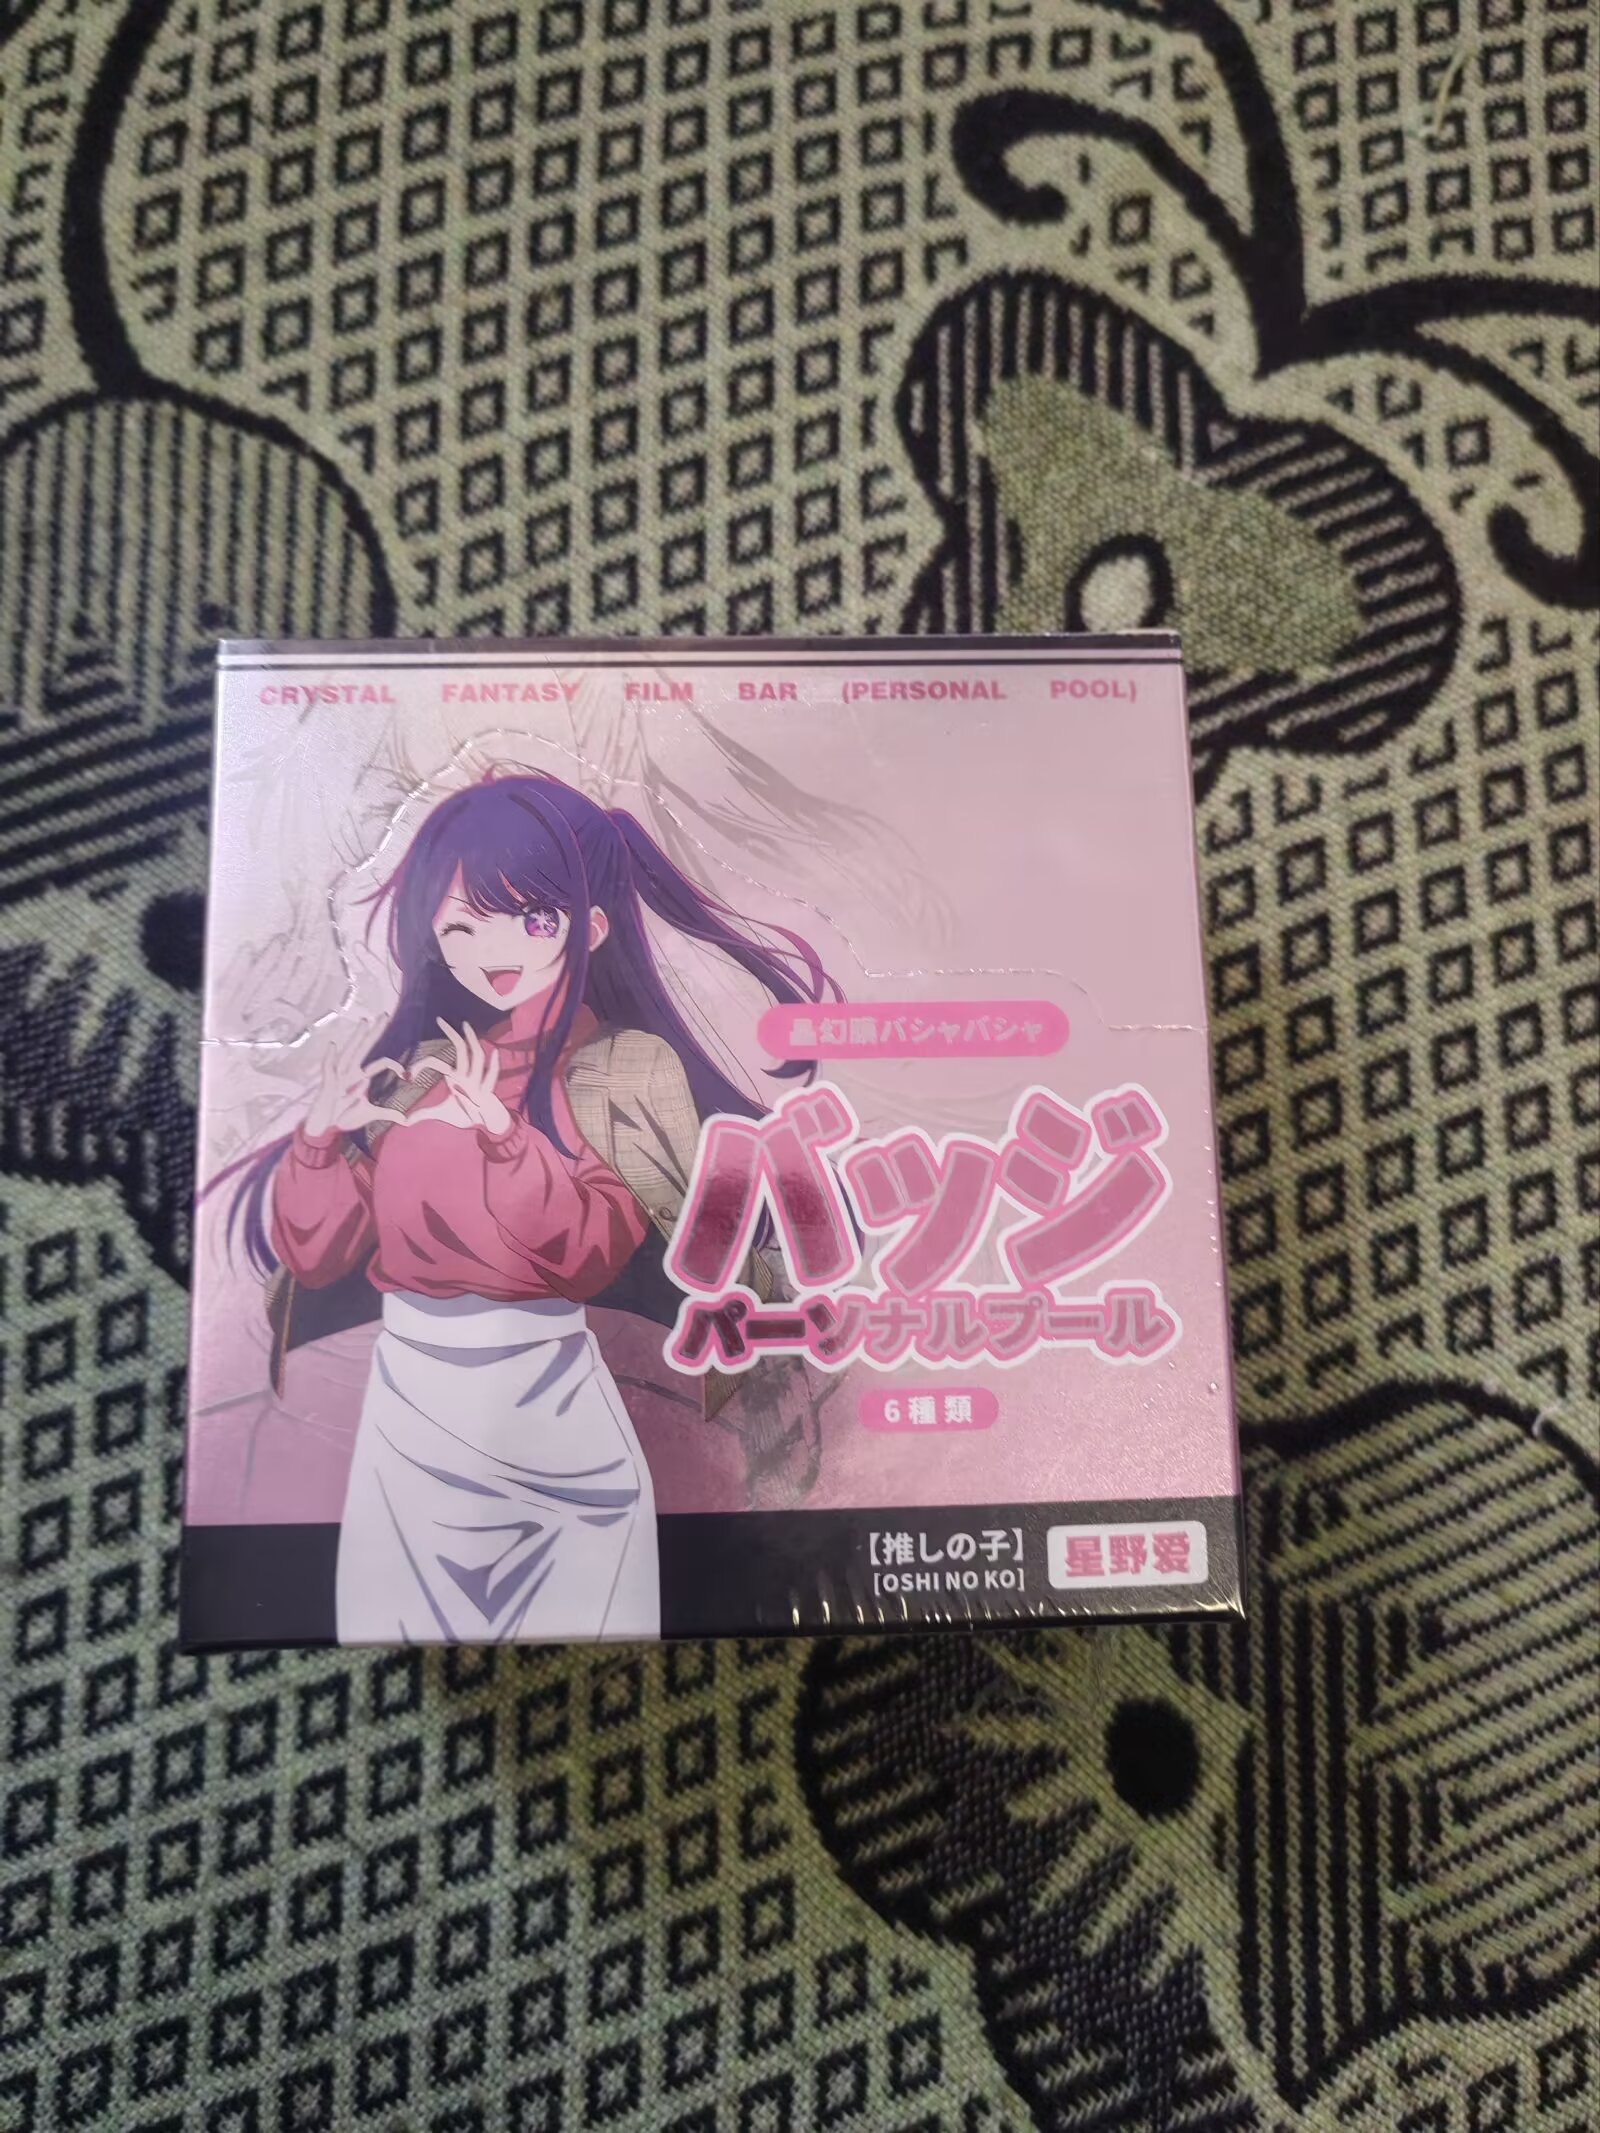 CRYSTAL FANTASY FILM BAR (PERSONAL POOL)
晶幻膜バシャバシャ
バッジ
パーソナルプール
6種類
【推しの子】
[OSHI NO KO]
星野爱